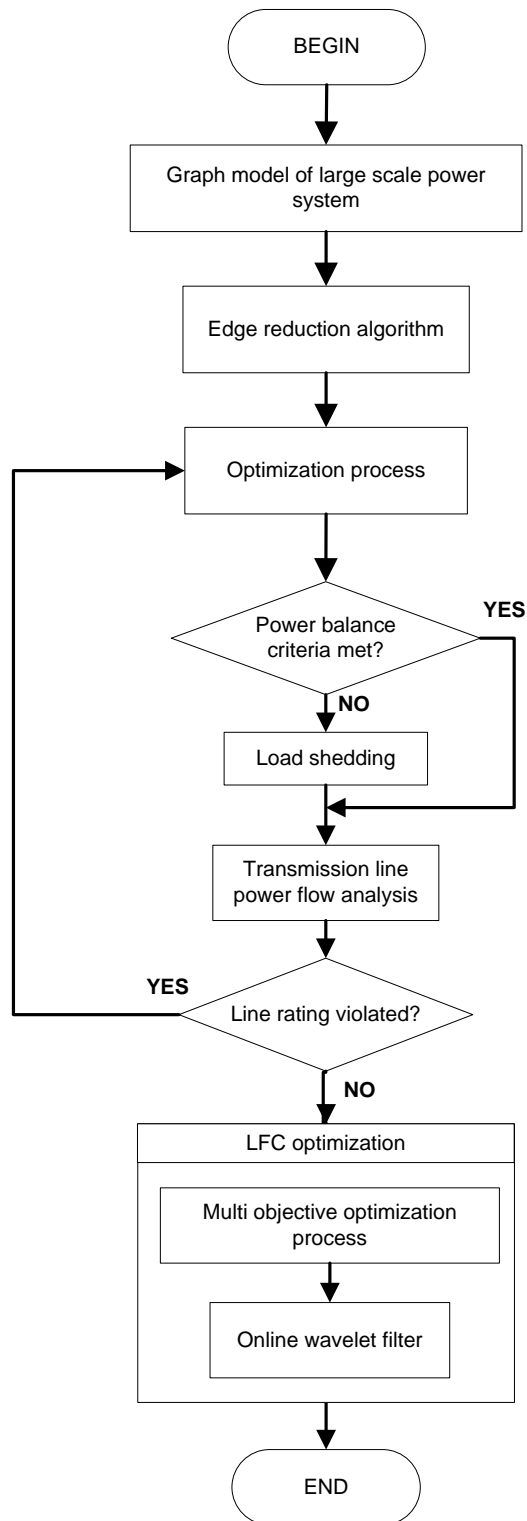 BEGIN
Graph model of large scale power
system
Edge reduction algorithm
Optimization process
Power balance
criteria met?
YES
NO
Load shedding
Transmission line
power flow analysis
YES
Line rating violated?
NO
LFC optimization
Multi objective optimization
process
Online wavelet filter
END